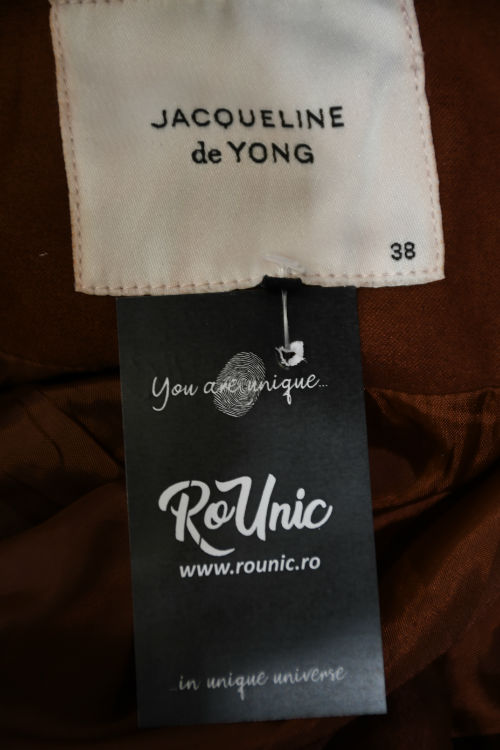 JACQUELINE
de YONG
38
You are unique...
RoUnic
www.rounic.ro
...in unique universe